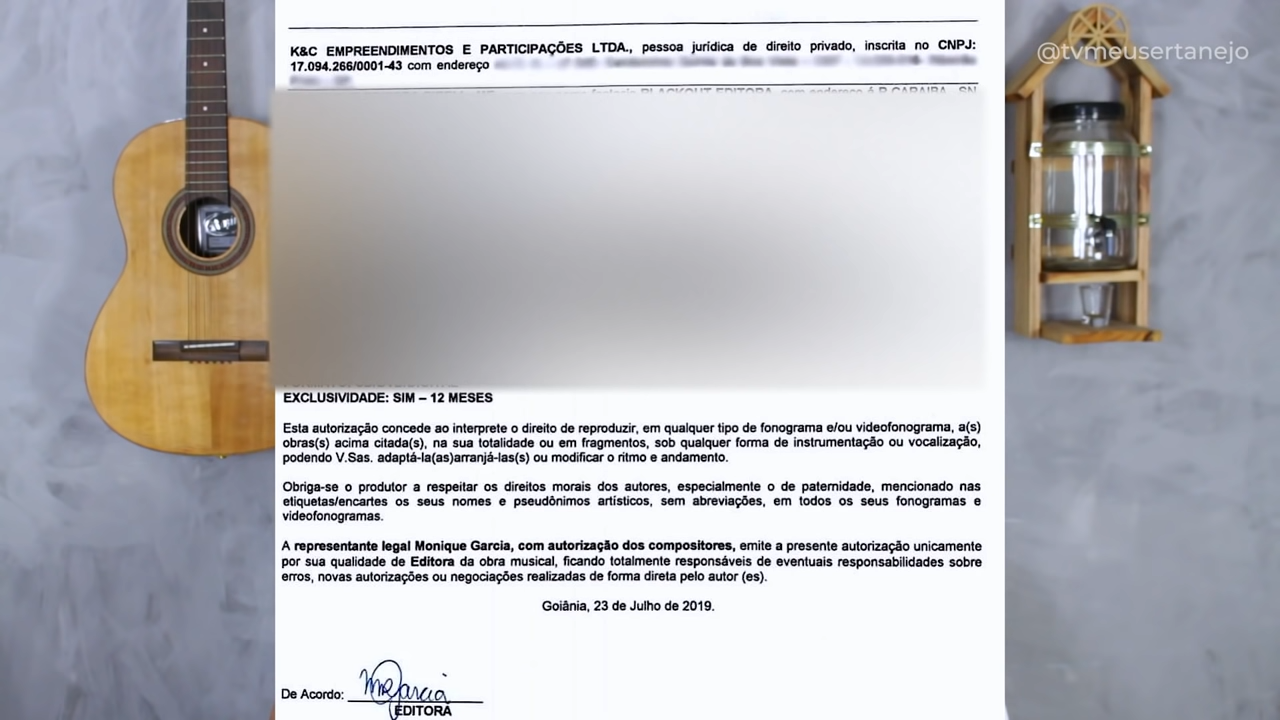 @tvmeusertanejo
K&C EMPREENDIMENTOS E PARTICIPAÇÕES LTDA., pessoa jurídica de direito privado, inscrita no CNPJ:
17.094.266/0001-43 com endereço
BLACKOUT EDITORA, com endereço á R CARAIBA, SN
EXCLUSIVIDADE: SIM – 12 MESES
Esta autorização concede ao interprete o direito de reproduzir, em qualquer tipo de fonograma e/ou videofonograma, a(s)
obras(s) acima citada(s), na sua totalidade ou em fragmentos, sob qualquer forma de instrumentação ou vocalização,
podendo V.Sas. adaptá-la(as)arranjá-las(s) ou modificar o ritmo e andamento.
Obriga-se o produtor a respeitar os direitos morais dos autores, especialmente o de paternidade, mencionado nas
etiquetas/encartes os seus nomes e pseudônimos artísticos, sem abreviações, em todos os seus fonogramas e
videofonogramas.
A representante legal Monique Garcia, com autorização dos compositores, emite a presente autorização unicamente
por sua qualidade de Editora da obra musical, ficando totalmente responsáveis de eventuais responsabilidades sobre
erros, novas autorizações ou negociações realizadas de forma direta pelo autor (es).
Goiânia, 23 de Julho de 2019.
De Acordo:
EDITORA